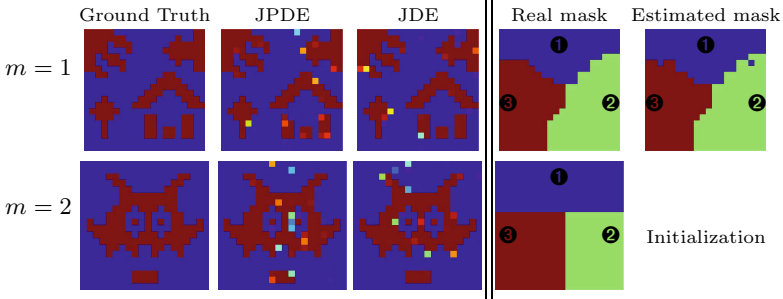 Ground Truth JPDE JDE Real mask Estimated mask
m = 1
1 1
3 2 3 2
m = 2
1
3 2
Initialization